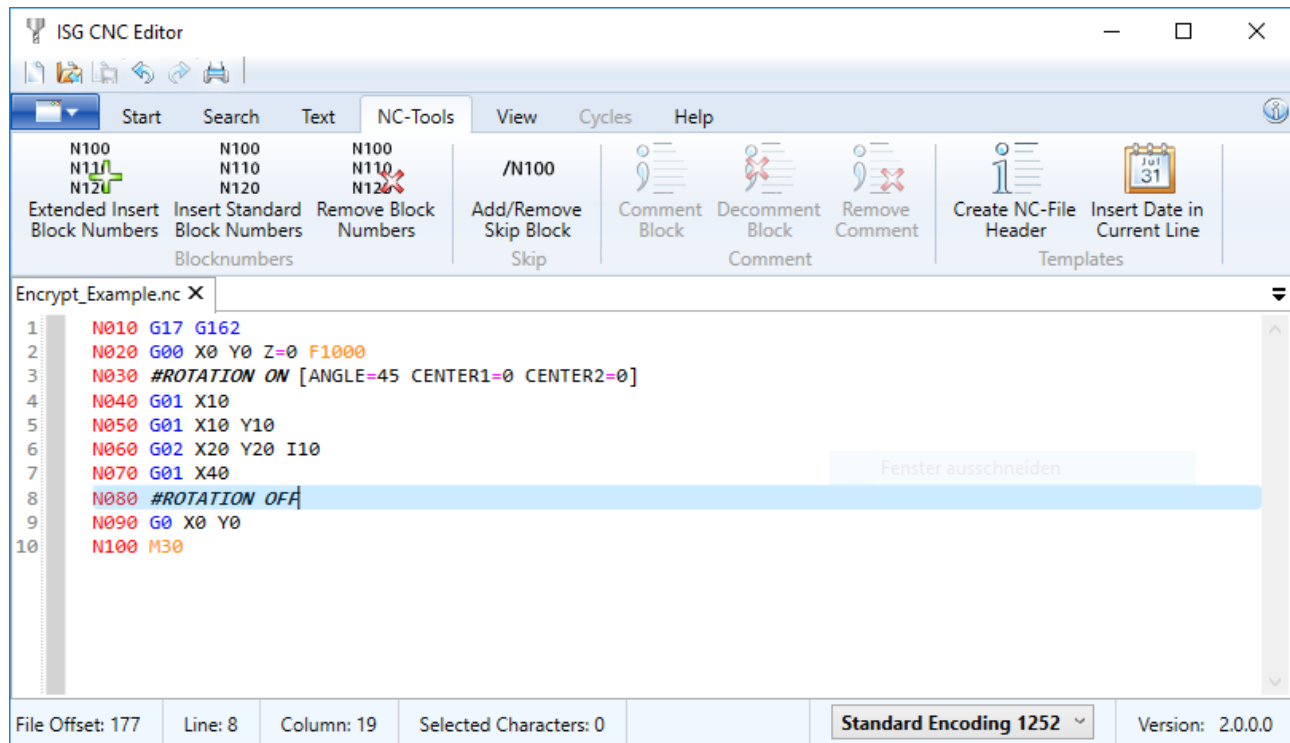 ISG CNC Editor
Start Search Text NC-Tools View Cycles Help
N100 N100 N100
N110 N110 N110 /N100
N120 N120 N120 Jul 31
Extended Insert Insert Standard Remove Block Add/Remove Comment Decomment Remove Create NC-File Insert Date in
Block Numbers Block Numbers Numbers Skip Block Block Block Comment Header Current Line
Blocknumbers Skip Comment Templates
Encrypt_Example.nc
1 N010 G17 G162
2 N020 G00 X0 Y0 Z=0 F1000
3 N030 #ROTATION ON [ANGLE=45 CENTER1=0 CENTER2=0]
4 N040 G01 X10
5 N050 G01 X10 Y10
6 N060 G02 X20 Y20 I10
7 N070 G01 X40
Fenster ausschneiden
8 N080 #ROTATION OFF
9 N090 G0 X0 Y0
10 N100 M30
File Offset: 177 Line: 8 Column: 19 Selected Characters: 0 Standard Encoding 1252 Version: 2.0.0.0